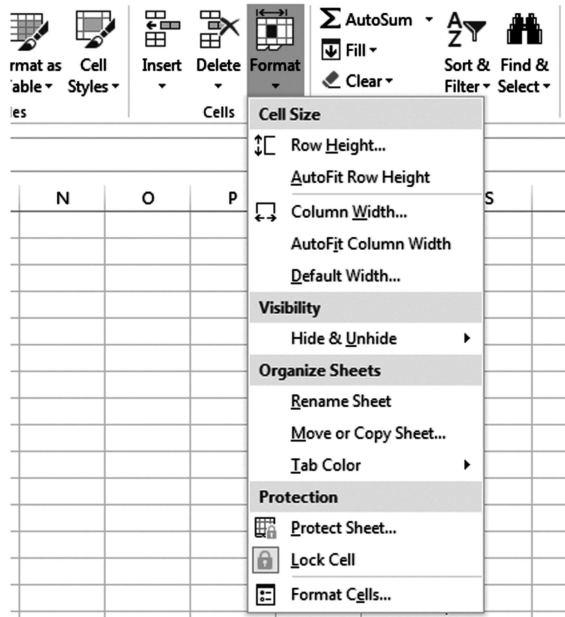 AutoSum
Fill
Clear
rmat as Cell Insert Delete Format Sort & Find &
able Styles Filter Select
les Cells
Cell Size
Row Height...
AutoFit Row Height
N O P S
Column Width...
AutoFit Column Width
Default Width...
Visibility
Hide & Unhide
Organize Sheets
Rename Sheet
Move or Copy Sheet...
Tab Color
Protection
Protect Sheet...
Lock Cell
Format Cells...